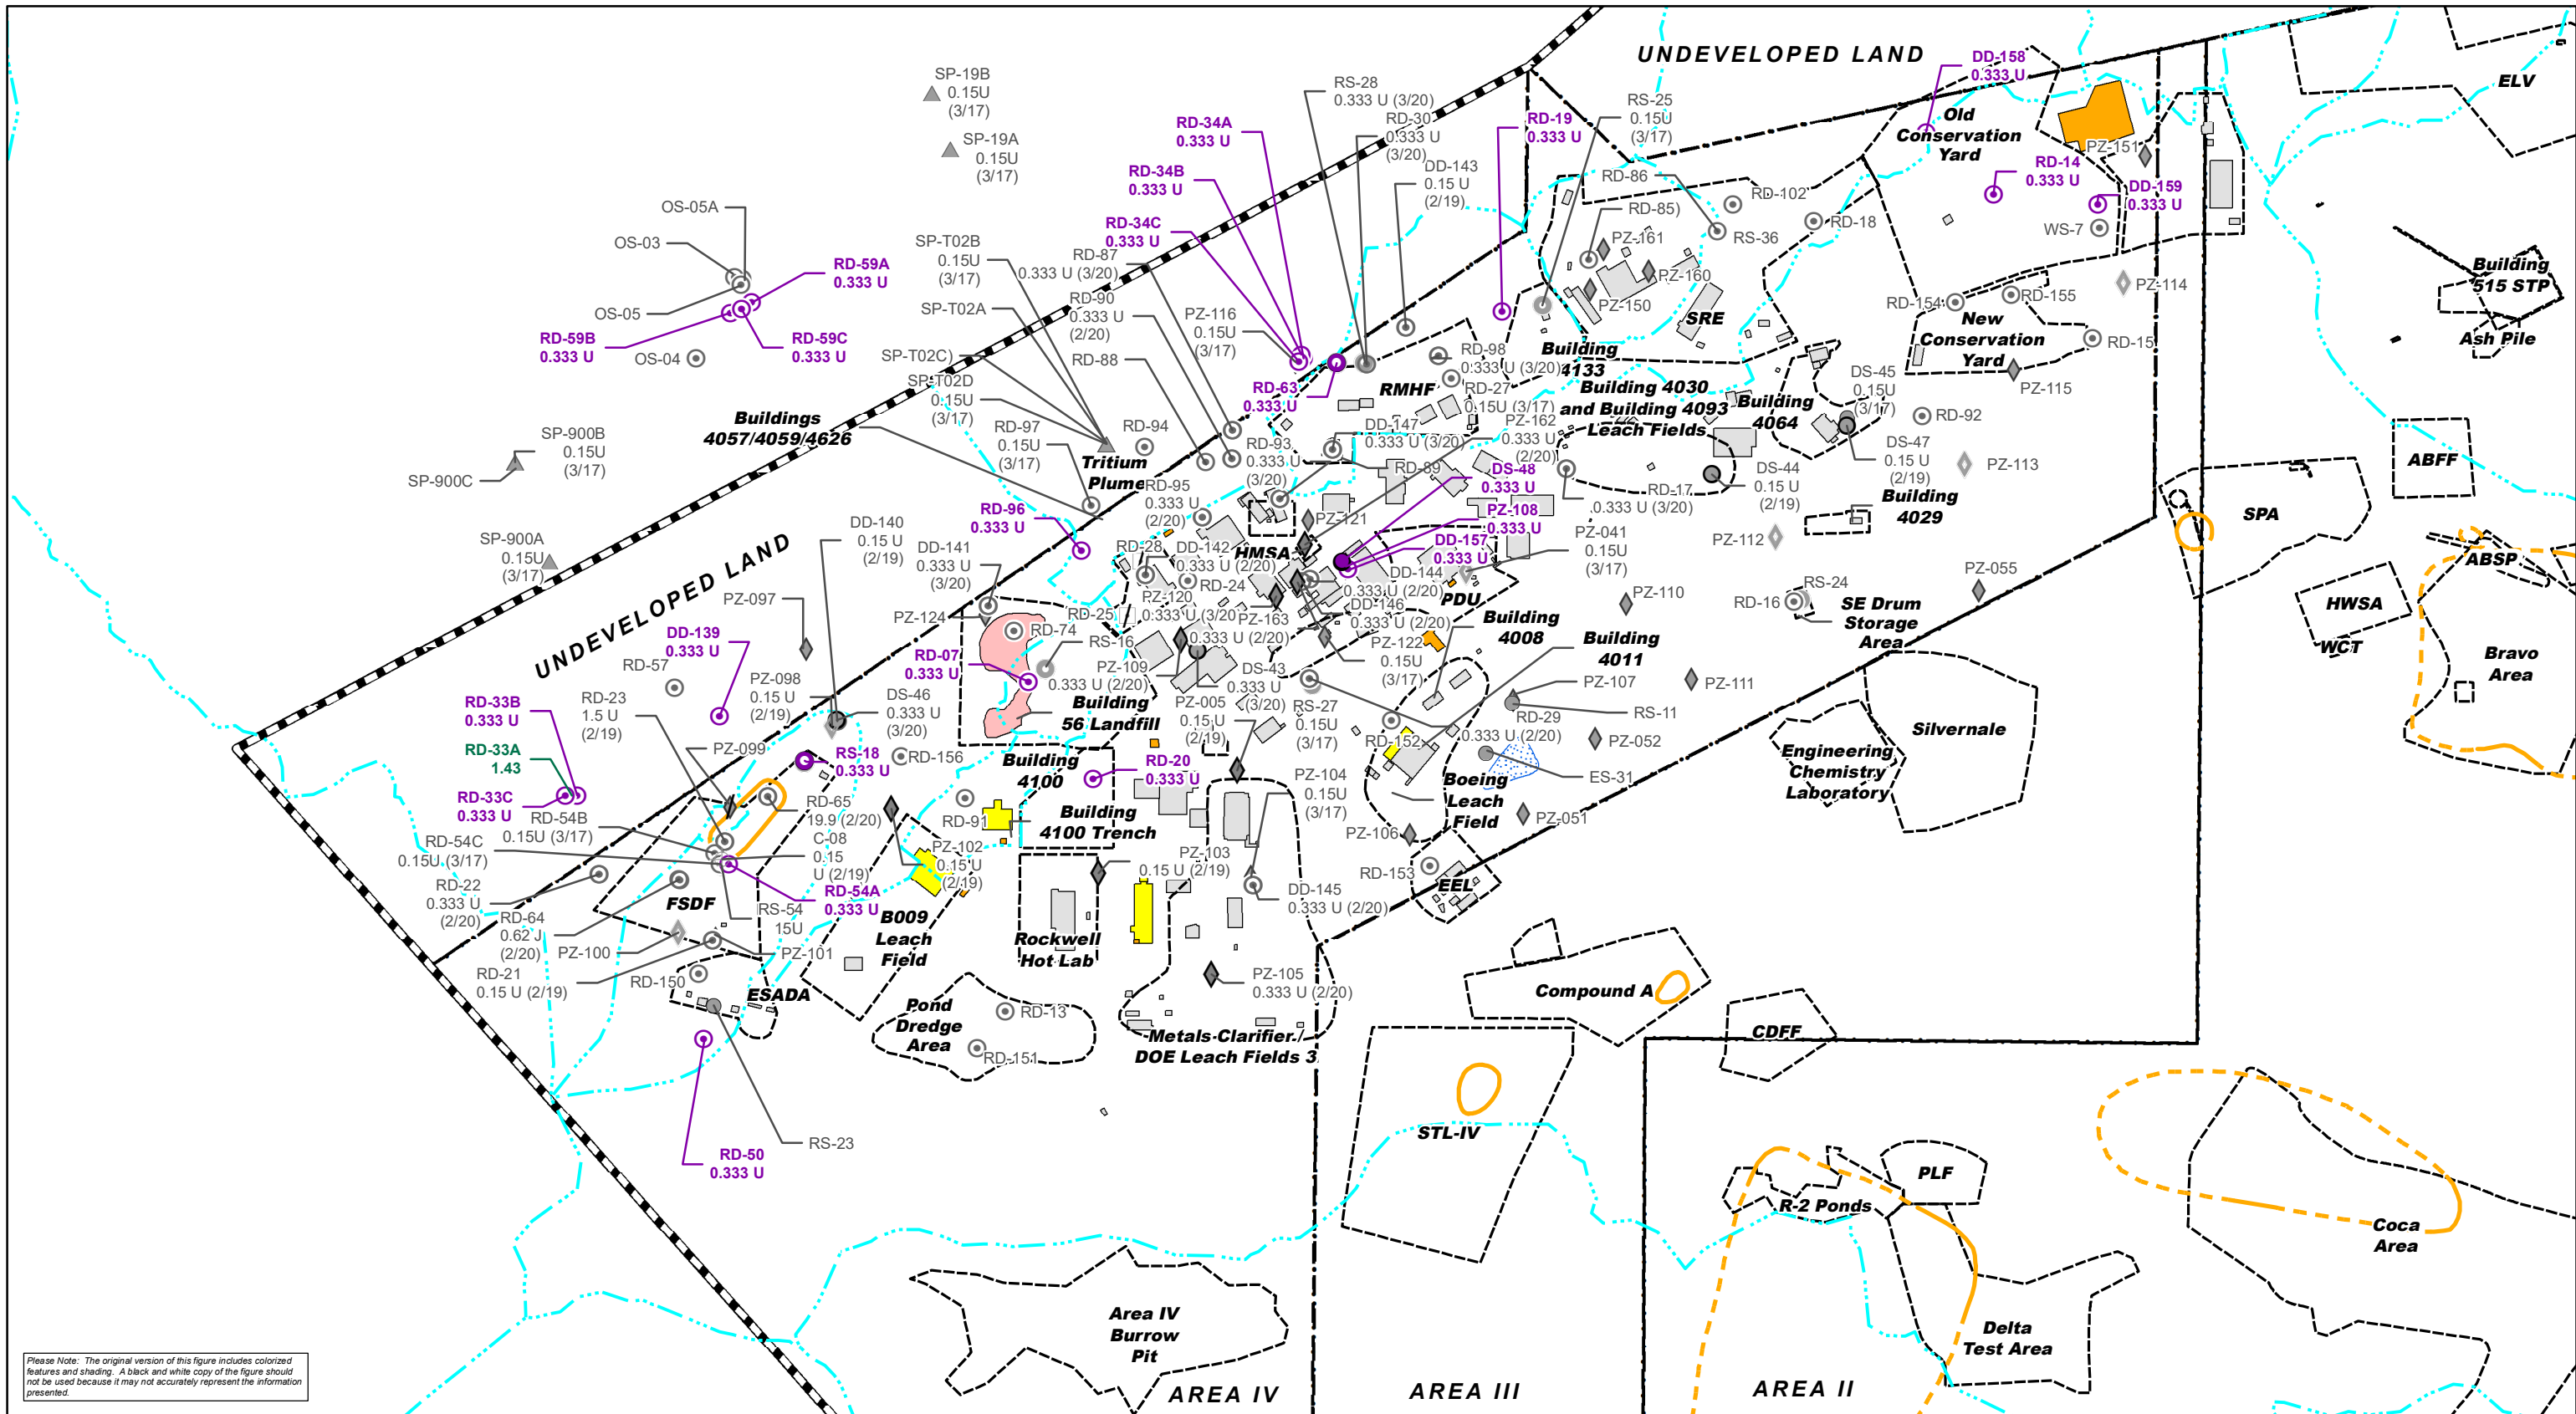 UNDEVELOPED LAND
SP-19B
0.15U
(3/17)
SP-19A
0.15U
(3/17)
RS-28
0.333 U (3/20)
RD-30
0.333 U
(3/20)
RD-34A
0.333 U
RD-34B
0.333 U
RD-34C
0.333 U
DD-143
0.15 U
(2/19)
RD-19
0.333 U
RS-25
0.15U
(3/17)
DD-158
0.333 U
Old
Conservation
Yard
ELV
PZ-151
RD-14
0.333 U
DD-159
0.333 U
WS-7
RD-86
RD-102
RD-85)
RS-36
RD-18
PZ-161
PZ-160
PZ-150
SRE
OS-05A
OS-03
OS-05
OS-04
RD-59A
0.333 U
RD-59B
0.333 U
RD-59C
0.333 U
SP-T02B
0.15U
(3/17)
SP-T02A
SP-T02C)
SP-T02D
0.15U
(3/17)
RD-87
0.333 U (3/20)
RD-90
0.333 U
(2/20)
RD-88
PZ-116
0.15U
(3/17)
RD-63
0.333 U
RMHF
RD-98
0.333 U (3/20)
RD-27
0.15U (3/17)
Building
4133
Building 4030
and Building 4093
Leach Fields
Building
4064
DS-45
0.15U
(3/17)
RD-154
RD-155
New
Conservation
Yard
RD-15
PZ-114
PZ-115
RD-92
Building
515 STP
Ash Pile
Buildings
4057/4059/4626
SP-900B
0.15U
(3/17)
SP-900C
SP-900A
0.15U
(3/17)
RD-97
0.15U
(3/17)
RD-94
Tritium
Plume
RD-93
0.333 U
(3/20)
DD-147
0.333 U (3/20)
RD-89
PZ-162
0.333 U
(2/20)
DS-48
0.333 U
PZ-108
0.333 U
DD-157
0.333 U
RD-17
0.333 U (3/20)
DS-44
0.15 U
(2/19)
DS-47
0.15 U
(2/19)
PZ-113
Building
4029
PZ-112
ABFF
SPA
ABSP
HWSA
WCT
Bravo
Area
RD-96
0.333 U
RD-95
0.333 U
(2/20)
PZ-121
HMSA
RD-28
DD-142
0.333 U (2/20)
RD-24
PZ-120
0.333 U (3/20)
PZ-163
0.333 U (2/20)
DD-144
0.333 U (2/20)
DD-146
0.333 U (2/20)
PZ-041
0.15U
(3/17)
PDU
PZ-110
RS-24
RD-16
SE Drum
Storage
Area
PZ-055
DD-140
0.15 U
(2/19)
DD-141
0.333 U
(3/20)
PZ-124
RD-25
RD-74
RS-16
RD-07
0.333 U
PZ-109
0.333 U (2/20)
DS-43
0.333 U
(3/20)
PZ-122
0.15U
(3/17)
Building
4008
Building
4011
PZ-107
PZ-111
RS-11
UNDEVELOPED LAND
PZ-097
DD-139
0.333 U
RD-57
PZ-098
0.15 U
(2/19)
DS-46
0.333 U
(3/20)
RD-33B
0.333 U
RD-33A
1.43
RD-33C
0.333 U
RD-23
1.5 U
(2/19)
PZ-099
RS-18
0.333 U
RD-156
Building
56 Landfill
Building
4100
RD-20
0.333 U
Building
4100 Trench
PZ-005
0.15 U
(2/19)
RS-27
0.15U
(3/17)
RD-29
0.333 U (2/20)
RD-152
PZ-052
ES-31
Boeing
Leach
Field
PZ-051
PZ-104
0.15U
(3/17)
PZ-106
Silvernale
Engineering
Chemistry
Laboratory
RD-54B
0.15U (3/17)
RD-54C
0.15U (3/17)
RD-65
19.9 (2/20)
C-08
0.15
U (2/19)
RD-54A
0.333 U
RD-91
PZ-102
0.15 U
(2/19)
PZ-103
0.15 U (2/19)
RD-153
EEL
DD-145
0.333 U (2/20)
RD-22
0.333 U
(2/20)
FSDF
RD-64
0.62 J
(2/20)
RS-54
15U
PZ-100
PZ-101
RD-21
0.15 U (2/19)
RD-150
ESADA
B009
Leach
Field
Rockwell
Hot Lab
PZ-105
0.333 U (2/20)
Pond
Dredge
Area
RD-13
RD-151
Metals Clarifier /
DOE Leach Fields 3
Compound A
CDFF
RS-23
RD-50
0.333 U
STL-IV
PLF
R-2 Ponds
Coca
Area
Area IV
Burrow
Pit
Delta
Test Area
AREA IV
AREA III
AREA II
Please Note: The original version of this figure includes colorized
features and shading. A black and white copy of the figure should
not be used because it may not accurately represent the information
presented.